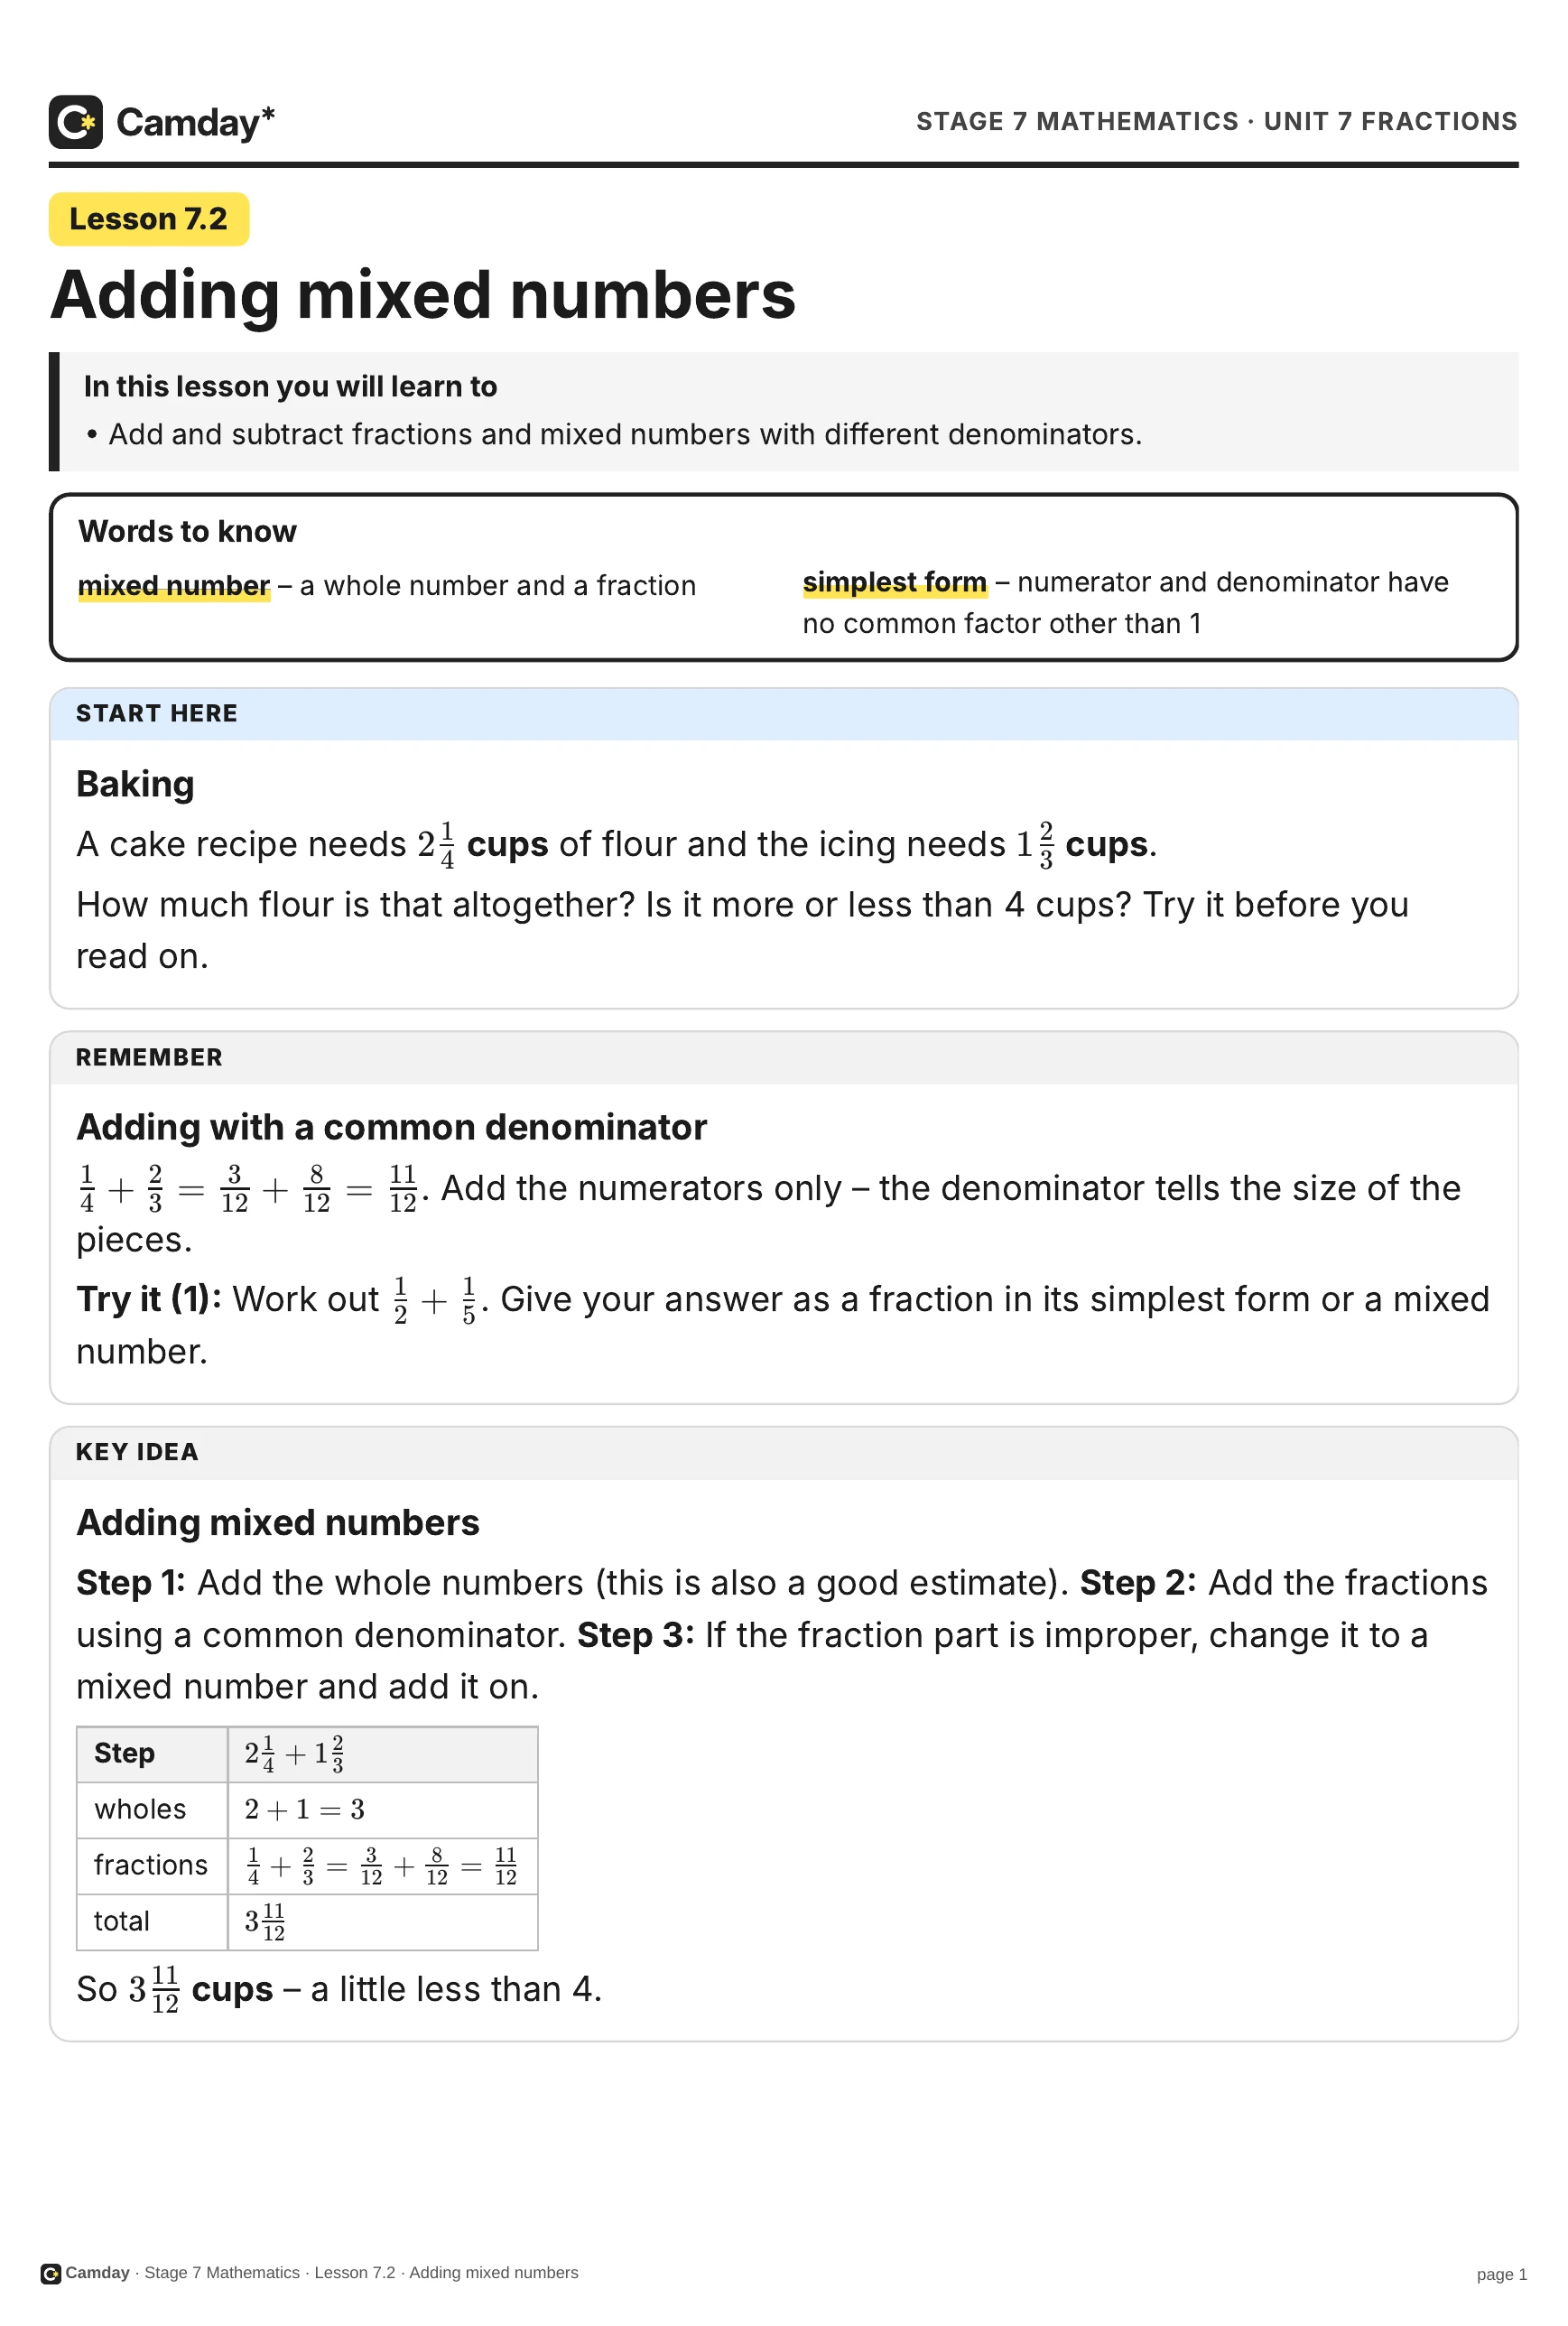 Camday*
STAGE 7 MATHEMATICS · UNIT 7 FRACTIONS
Lesson 7.2
Adding mixed numbers
In this lesson you will learn to
• Add and subtract fractions and mixed numbers with different denominators.
Words to know
mixed number – a whole number and a fraction
simplest form – numerator and denominator have
no common factor other than 1
START HERE
Baking
A cake recipe needs 2 1/4 cups of flour and the icing needs 1 2/3 cups.
How much flour is that altogether? Is it more or less than 4 cups? Try it before you
read on.
REMEMBER
Adding with a common denominator
1/4 + 2/3 = 3/12 + 8/12 = 11/12. Add the numerators only – the denominator tells the size of the
pieces.
Try it (1): Work out 1/2 + 1/5. Give your answer as a fraction in its simplest form or a mixed
number.
KEY IDEA
Adding mixed numbers
Step 1: Add the whole numbers (this is also a good estimate). Step 2: Add the fractions
using a common denominator. Step 3: If the fraction part is improper, change it to a
mixed number and add it on.
Step 2 1/4 + 1 2/3
wholes 2 + 1 = 3
fractions 1/4 + 2/3 = 3/12 + 8/12 = 11/12
total 3 11/12
So 3 11/12 cups – a little less than 4.
Camday · Stage 7 Mathematics · Lesson 7.2 · Adding mixed numbers
page 1